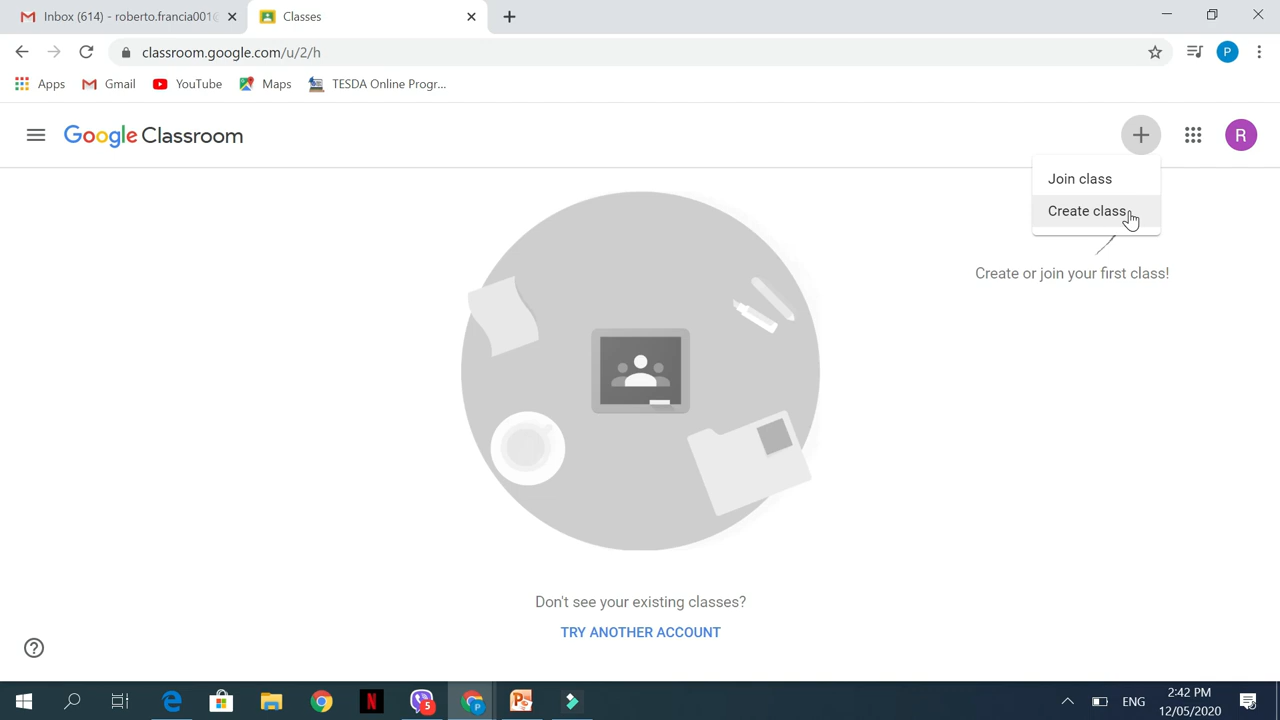 Inbox (614) - roberto.francia001@
Classes
classroom.google.com/u/2/h
P
Apps
Gmail
YouTube
Maps
TESDA Online Progr...
Google Classroom
R
Join class
Create class
Create or join your first class!
Don't see your existing classes?
TRY ANOTHER ACCOUNT
5
P
ENG
2:42 PM
12/05/2020